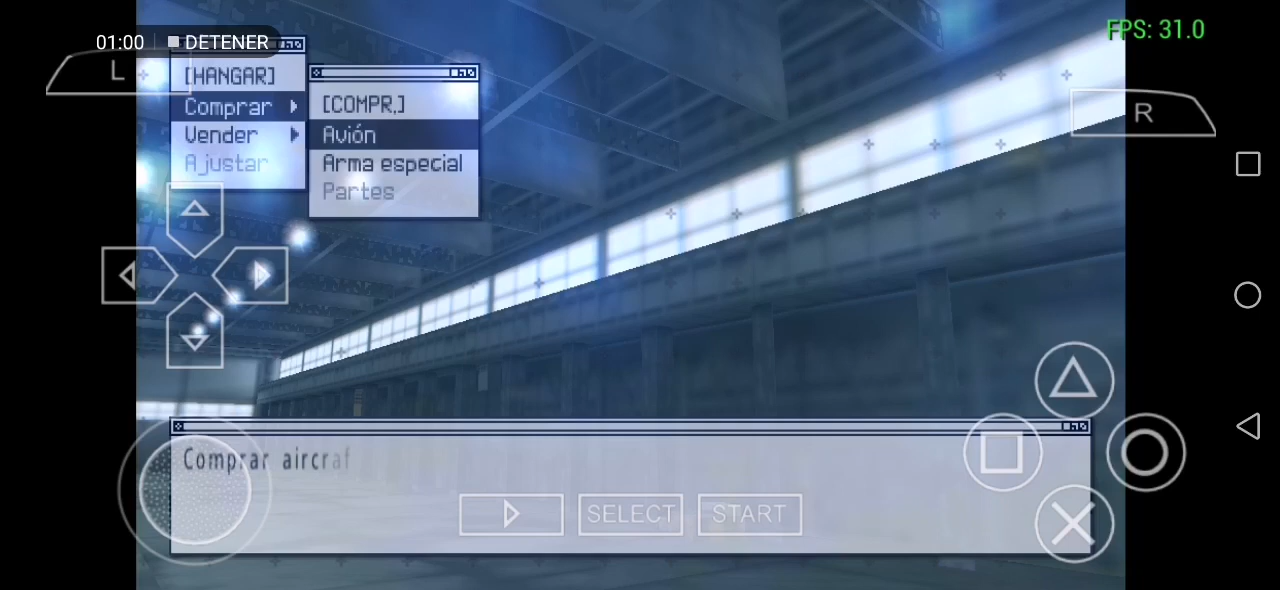 01:00 DETENER
FPS: 31.0
L
[HANGAR]
Comprar
Vender
Ajustar
[COMPR.]
Avión
Arma especial
Partes
R
Comprar aircraf
SELECT
START